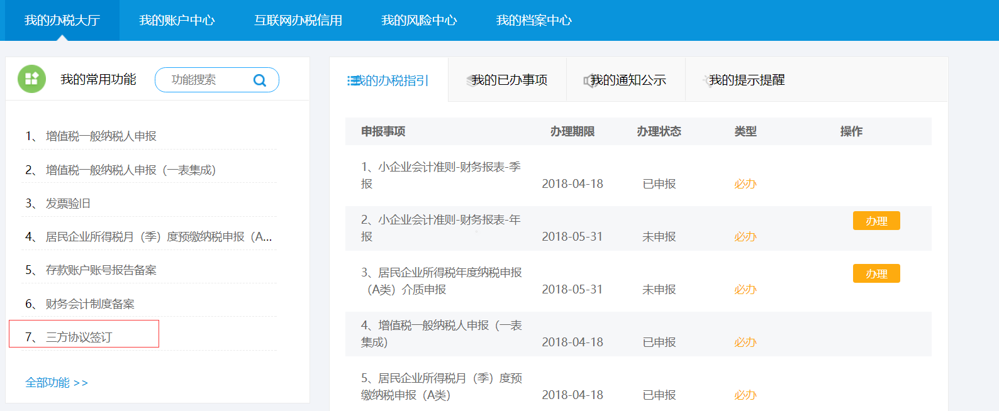 我的办税大厅 我的账户中心 互联网办税信用 我的风险中心 我的档案中心
我的常用功能 功能搜索
1、 增值税一般纳税人申报
2、 增值税一般纳税人申报（一表集成）
3、 发票验旧
4、 居民企业所得税月（季）度预缴纳税申报（A...
5、 存款账户账号报告备案
6、 财务会计制度备案
7、 三方协议签订
全部功能 >>
我的办税指引 我的已办事项 我的通知公示 我的提示提醒
申报事项 办理期限 办理状态 类型 操作
1、小企业会计准则-财务报表-季
报 2018-04-18 已申报 必办
2、小企业会计准则-财务报表-年 办理
报 2018-05-31 未申报 必办
3、居民企业所得税年度纳税申报 办理
（A类）介质申报 2018-05-31 未申报 必办
4、增值税一般纳税人申报（一表
集成） 2018-04-18 已申报 必办
5、居民企业所得税月（季）度预
缴纳税申报（A类） 2018-04-18 已申报 必办